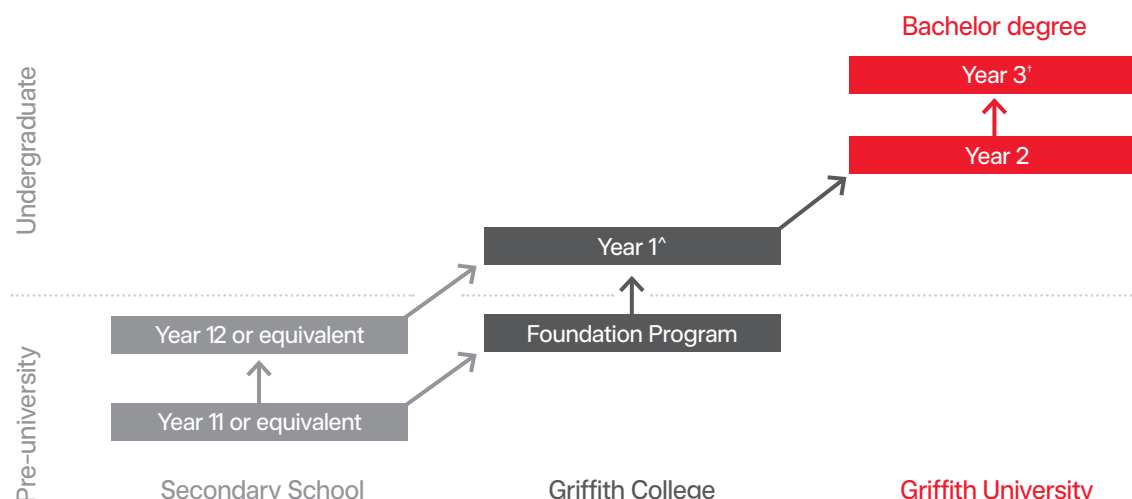 Bachelor degree
Year 3†
Year 2
Undergraduate
Year 1^
Year 12 or equivalent
Foundation Program
Year 11 or equivalent
Pre-university
Secondary School
Griffith College
Griffith University